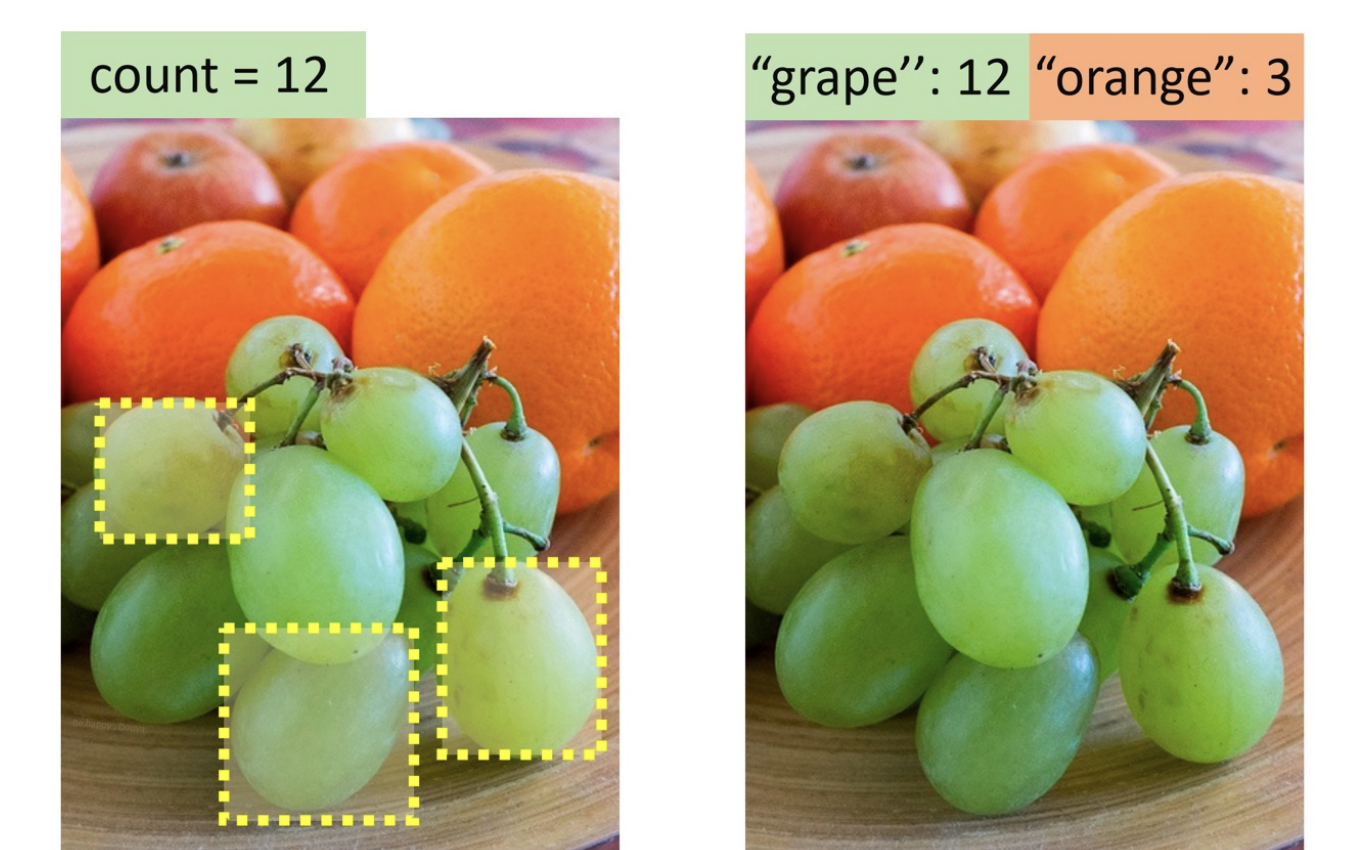 count = 12
“grape’’: 12 “orange”: 3